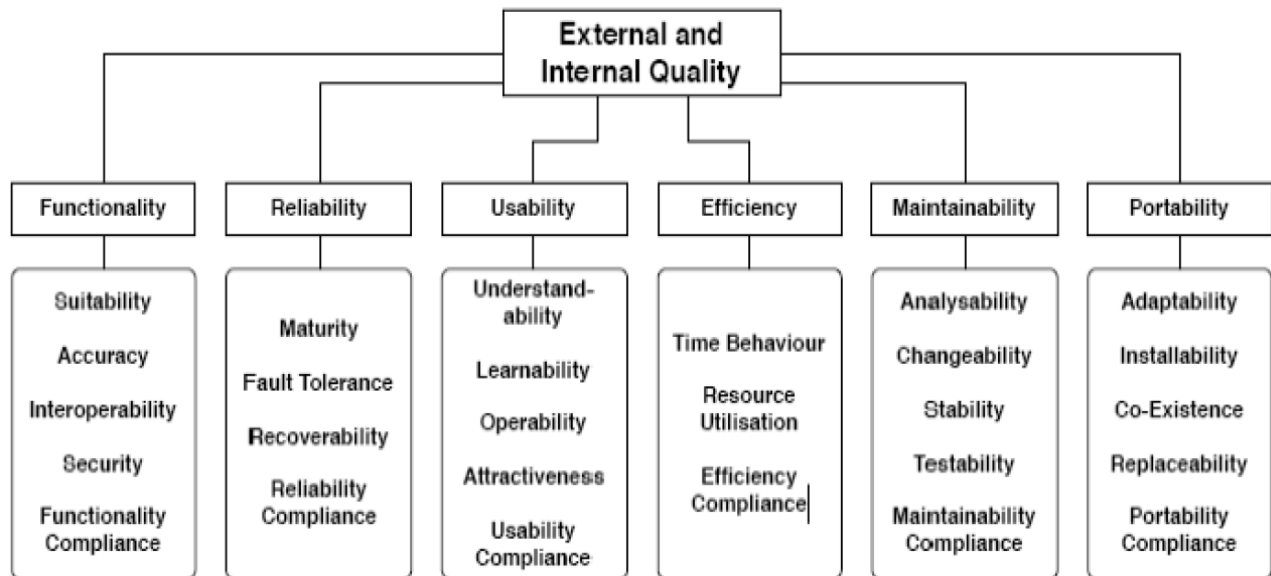 External and
Internal Quality
Functionality
Reliability
Usability
Efficiency
Maintainability
Portability
Suitability
Accuracy
Interoperability
Security
Functionality
Compliance
Maturity
Fault Tolerance
Recoverability
Reliability
Compliance
Understand-
ability
Learnability
Operability
Attractiveness
Usability
Compliance
Time Behaviour
Resource
Utilisation
Efficiency
Compliance
Analysability
Changeability
Stability
Testability
Maintainability
Compliance
Adaptability
Installability
Co-Existence
Replaceability
Portability
Compliance